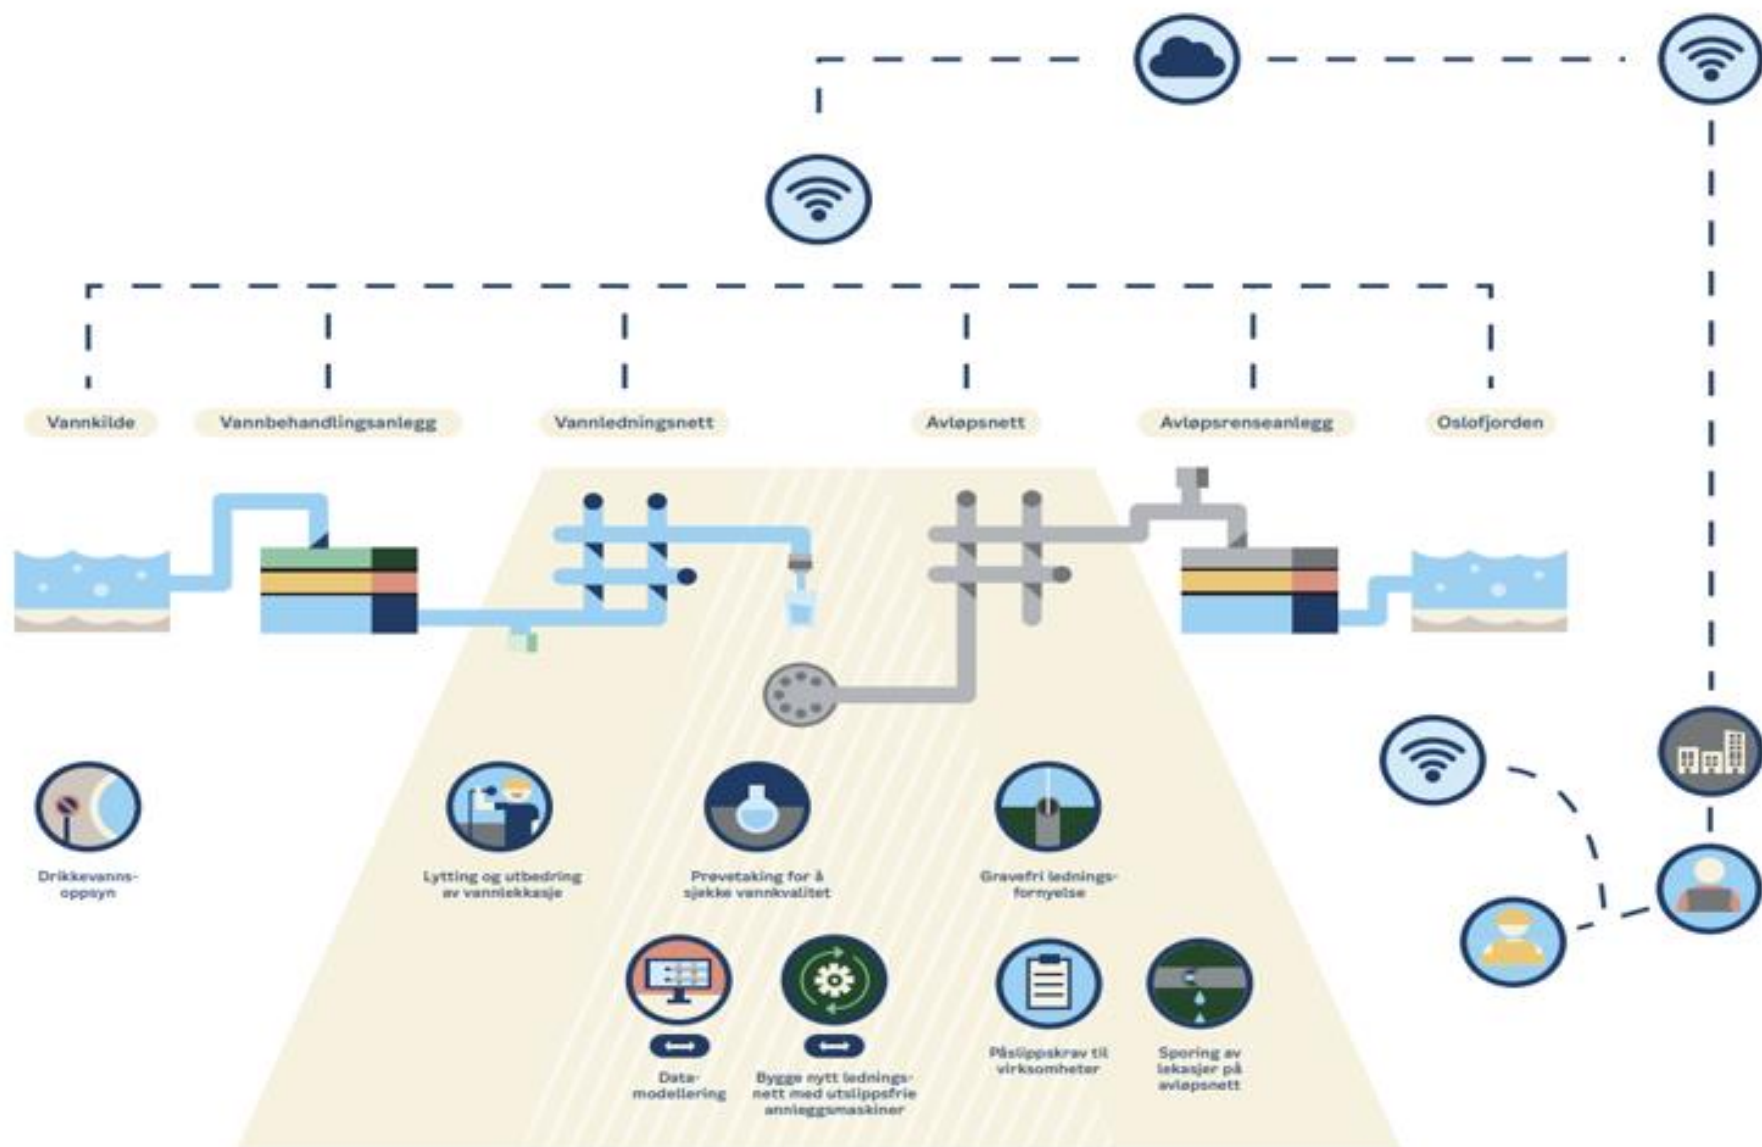 Vannkilde
Vannbehandlingsanlegg
Vannledningsnett
Avløpsnett
Avløpsrenseanlegg
Oslofjorden
Drikkevanns-
oppsyn
Lytting og utbedring
av vannlekkasje
Prøvetaking for å
sjekke vannkvalitet
Gravefri lednings-
fornyelse
Data-
modellering
Bygge nytt lednings-
nett med utslippsfrie
annleggsmaskiner
Påslippskrav til
virksomheter
Sporing av
lekasjer på
avløpsnett